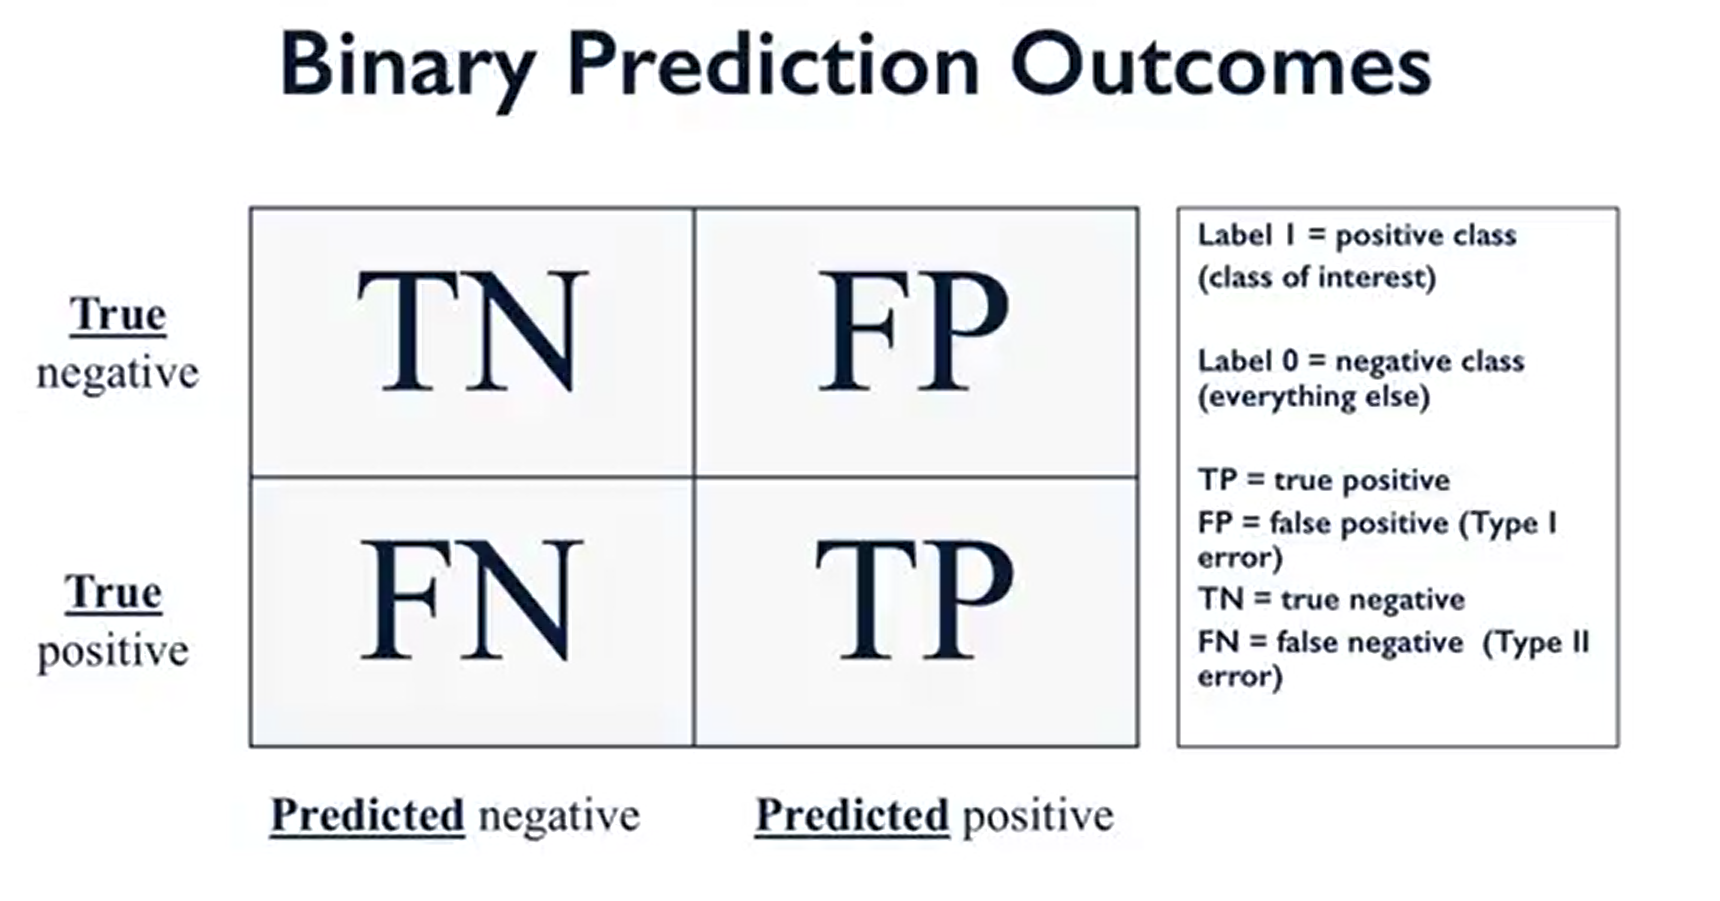 Binary Prediction Outcomes
True
negative
TN
FP
True
positive
FN
TP
Predicted negative
Predicted positive
Label 1 = positive class
(class of interest)
Label 0 = negative class
(everything else)
TP = true positive
FP = false positive (Type I
error)
TN = true negative
FN = false negative (Type II
error)